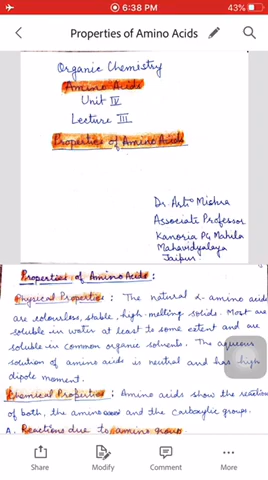 6:38 PM
43%
Properties of Amino Acids
Organic Chemistry
Amino Acids
Unit IV
Lecture III
Properties of Amino Acids
Dr. Arti Mishra
Associate Professor
Kanoria PG Mahila
Mahavidyalaya
Jaipur
Properties of Amino Acids:
Physical Properties: The natural α-amino acids
are colourless, stable, high-melting solids. Most are
soluble in water at least to some extent and are
soluble in common organic solvents. The aqueous
solution of amino acids is neutral and has high
dipole moment.
Chemical Properties: Amino acids show the reactions
of both, the amino and the carboxylic groups.
A. Reactions due to amino group
Share
Modify
Comment
More